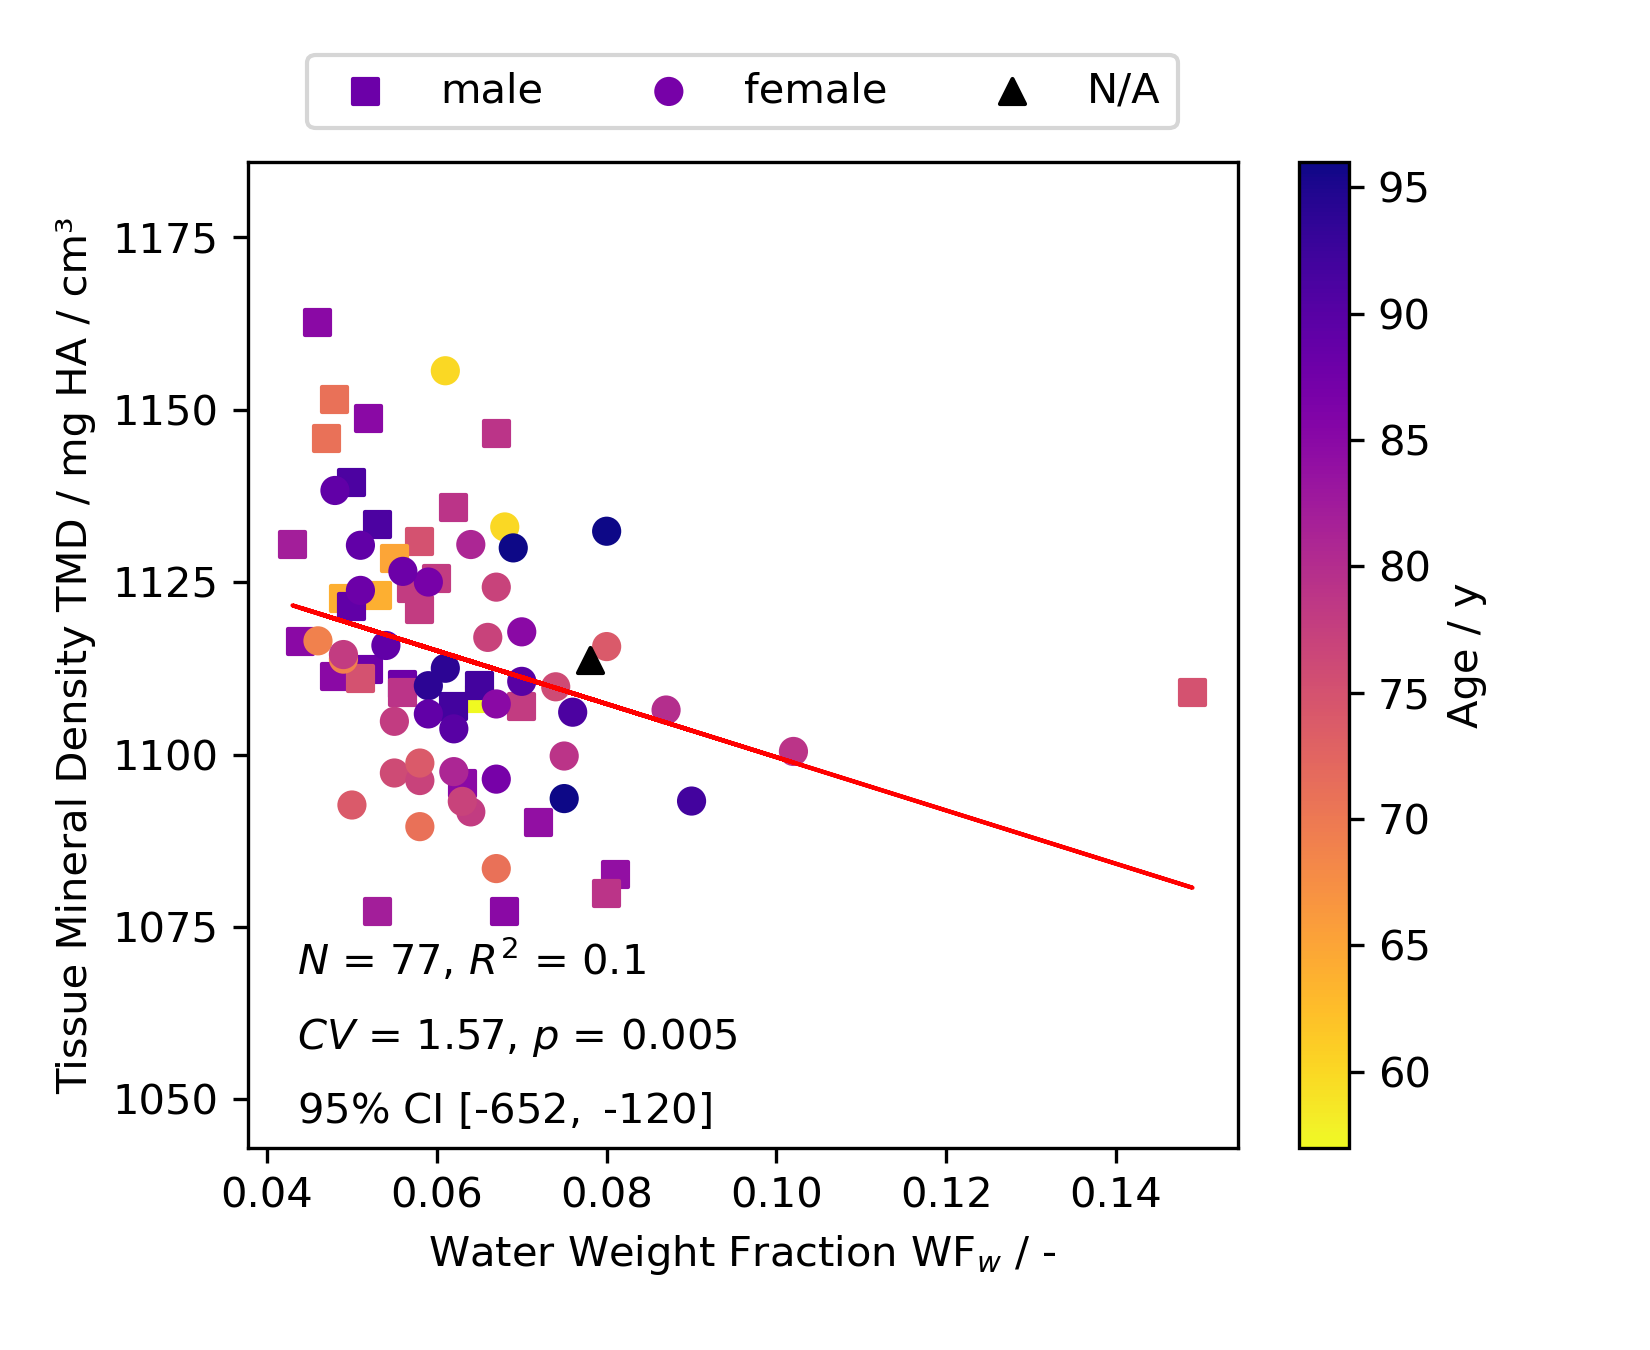 male female N/A
1175
1150
1125
1100
1075
1050
Tissue Mineral Density TMD / mg HA / cm³
N = 77, R² = 0.1
CV = 1.57, p = 0.005
95% CI [-652, -120]
0.04 0.06 0.08 0.10 0.12 0.14
Water Weight Fraction WF_w / -
95
90
85
80
75
70
65
60
Age / y